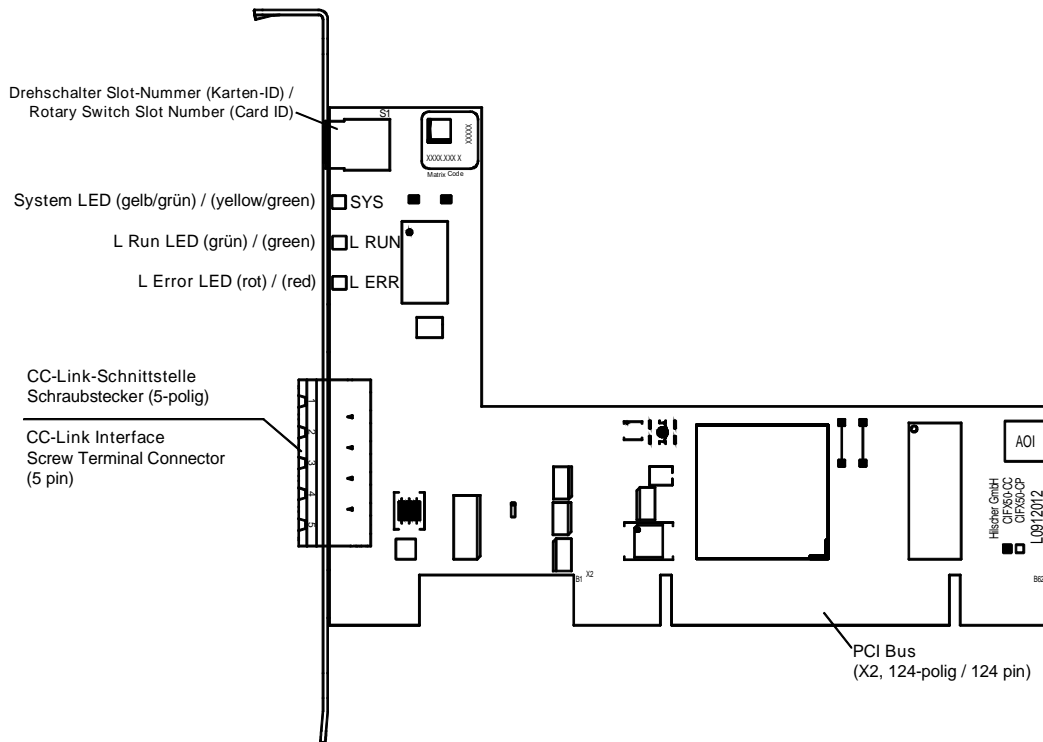 Drehschalter Slot-Nummer (Karten-ID) /
Rotary Switch Slot Number (Card ID)
S1
XXXXX
XXXX.XXX X
Matrix Code
System LED (gelb/grün) / (yellow/green)
SYS
L Run LED (grün) / (green)
L RUN
L Error LED (rot) / (red)
L ERR
CC-Link-Schnittstelle
Schraubstecker (5-polig)
CC-Link Interface
Screw Terminal Connector
(5 pin)
1
2
3
4
5
AOI
Hilscher GmbH
CIFX50-CC
CIFX50-CP
L0912012
B1
X2
B62
PCI Bus
(X2, 124-polig / 124 pin)